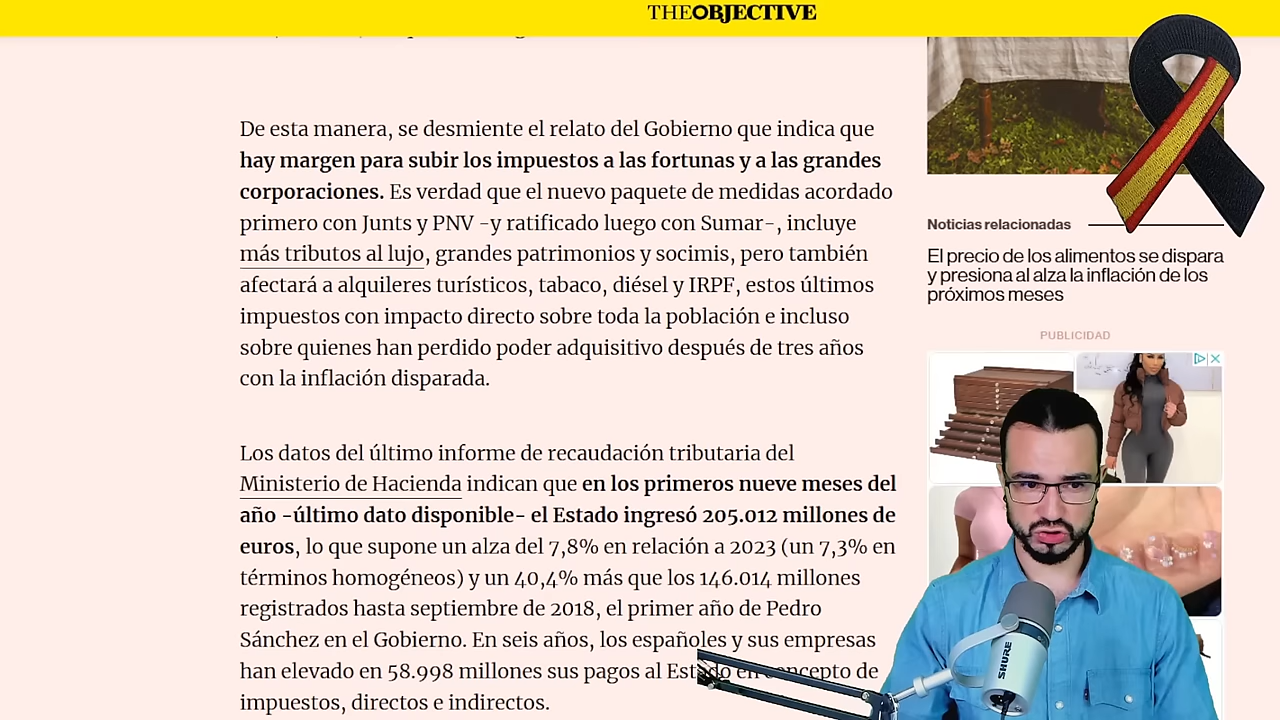 THEOBJECTIVE
De esta manera, se desmiente el relato del Gobierno que indica que
hay margen para subir los impuestos a las fortunas y a las grandes
corporaciones. Es verdad que el nuevo paquete de medidas acordado
primero con Junts y PNV -y ratificado luego con Sumar-, incluye
más tributos al lujo, grandes patrimonios y socimis, pero también
afectará a alquileres turísticos, tabaco, diésel y IRPF, estos últimos
impuestos con impacto directo sobre toda la población e incluso
sobre quienes han perdido poder adquisitivo después de tres años
con la inflación disparada.
Los datos del último informe de recaudación tributaria del
Ministerio de Hacienda indican que en los primeros nueve meses del
año -último dato disponible- el Estado ingresó 205.012 millones de
euros, lo que supone un alza del 7,8% en relación a 2023 (un 7,3% en
términos homogéneos) y un 40,4% más que los 146.014 millones
registrados hasta septiembre de 2018, el primer año de Pedro
Sánchez en el Gobierno. En seis años, los españoles y sus empresas
han elevado en 58.998 millones sus pagos al Estado en concepto de
impuestos, directos e indirectos.
Noticias relacionadas
El precio de los alimentos se dispara
y presiona al alza la inflación de los
próximos meses
PUBLICIDAD
SHURE